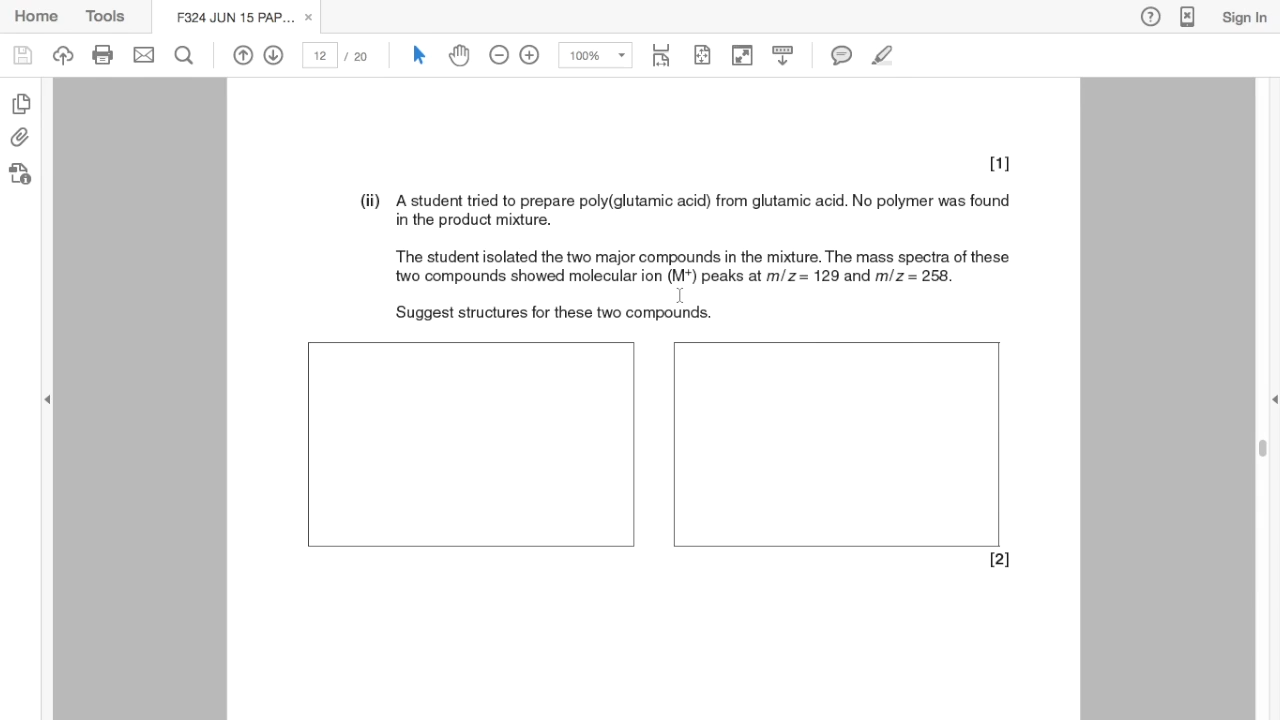 Home Tools F324 JUN 15 PAP... × ? Sign In
12 / 20 100%
[1]
(ii) A student tried to prepare poly(glutamic acid) from glutamic acid. No polymer was found
in the product mixture.
The student isolated the two major compounds in the mixture. The mass spectra of these
two compounds showed molecular ion (M⁺) peaks at m/z = 129 and m/z = 258.
Suggest structures for these two compounds.
[2]